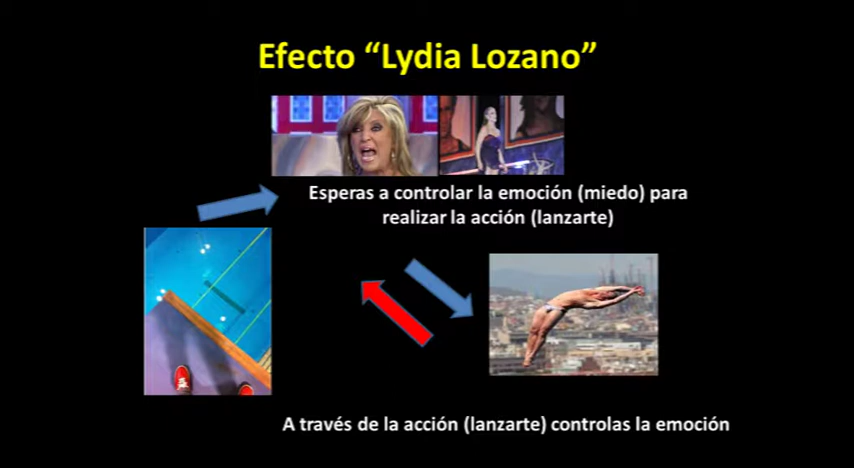 Efecto “Lydia Lozano”
Esperas a controlar la emoción (miedo) para
realizar la acción (lanzarte)
A través de la acción (lanzarte) controlas la emoción